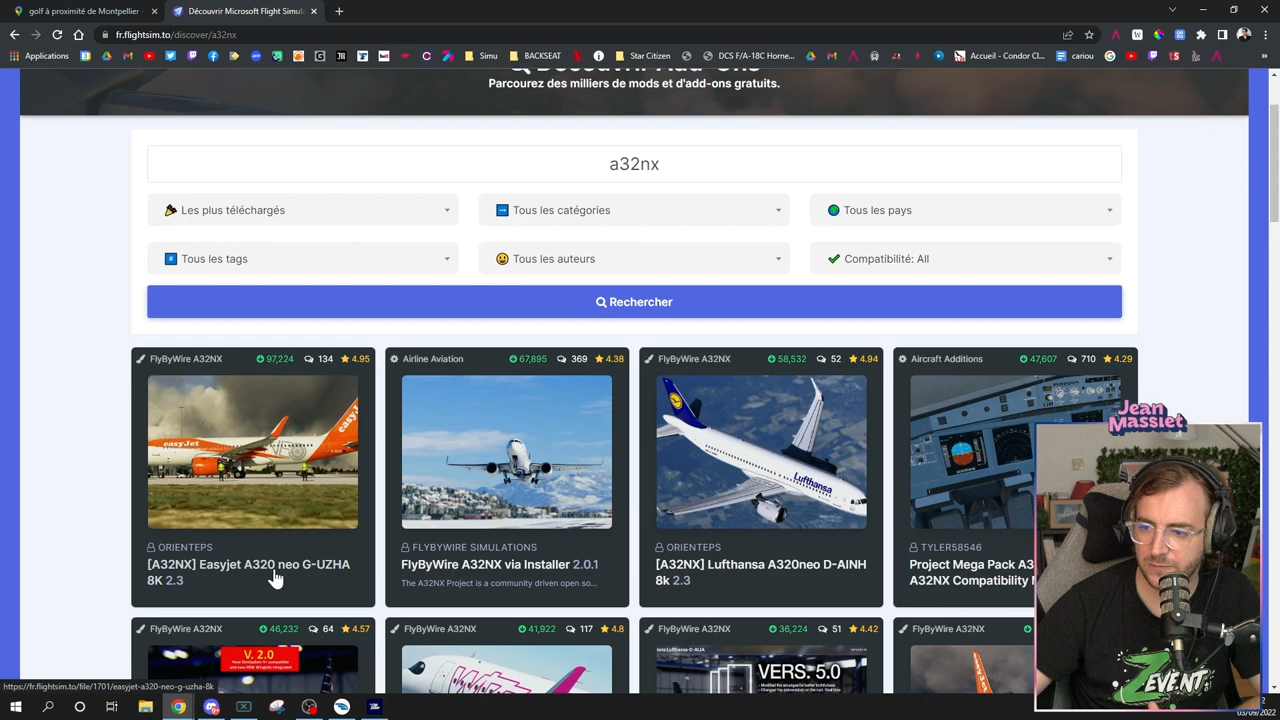 golf à proximité de Montpellier -
Découvrir Microsoft Flight Simul
fr.flightsim.to/discover/a32nx
Applications
Simu
BACKSEAT
Star Citizen
DCS F/A-18C Horne...
Accueil - Condor Cl...
cariou
Parcourez des milliers de mods et d'add-ons gratuits.
a32nx
Les plus téléchargés
Tous les catégories
Tous les pays
Tous les tags
Tous les auteurs
Compatibilité: All
Rechercher
FlyByWire A32NX 97,224 134 4.95
Airline Aviation 67,895 369 4.38
FlyByWire A32NX 58,532 52 4.94
Aircraft Additions 47,607 710 4.29
easyJet
Lufthansa
ORIENTEPS
[A32NX] Easyjet A320 neo G-UZHA
8K 2.3
FLYBYWIRE SIMULATIONS
FlyByWire A32NX via Installer 2.0.1
The A32NX Project is a community driven open so...
ORIENTEPS
[A32NX] Lufthansa A320neo D-AINH
8k 2.3
TYLER58546
Project Mega Pack A3
A32NX Compatibility
Jean
Massiet
FlyByWire A32NX 46,232 64 4.57
FlyByWire A32NX 41,922 117 4.8
FlyByWire A32NX 36,224 51 4.42
FlyByWire A32NX
V. 2.0
VERS. 5.0
ZEVENT
https://fr.flightsim.to/file/1701/easyjet-a320-neo-g-uzha-8k
03/09/2022